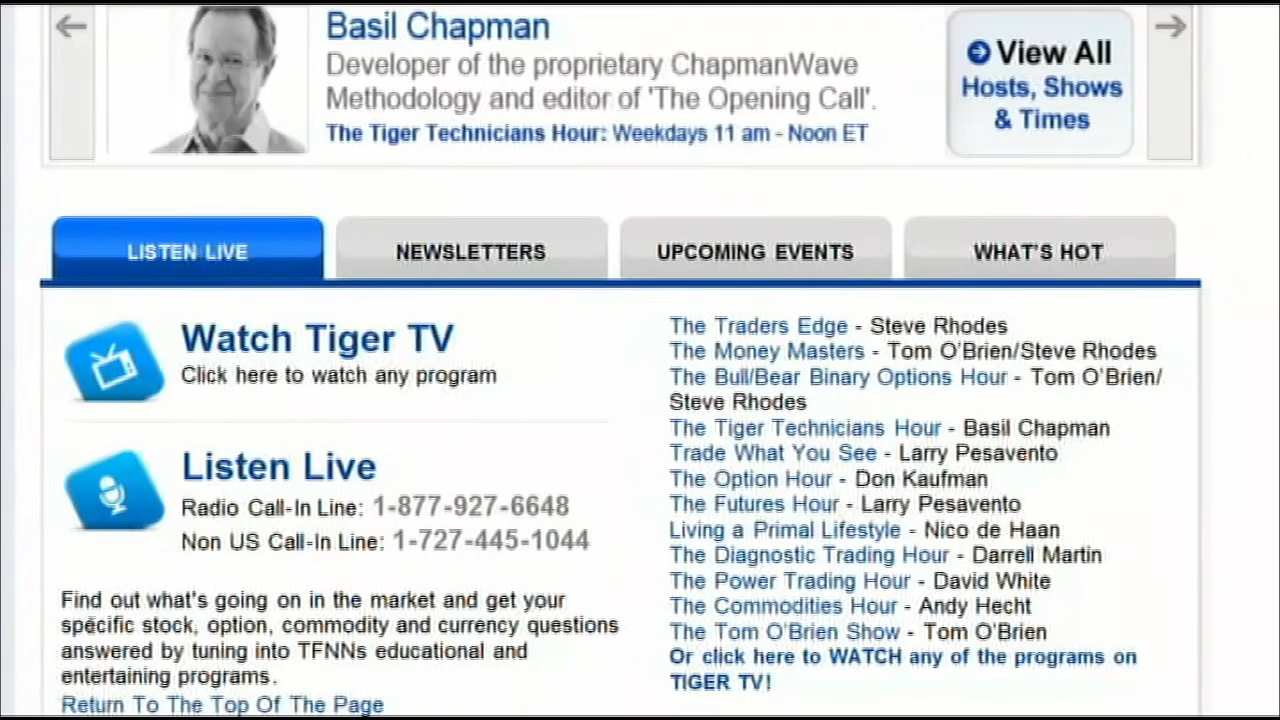 Basil Chapman
Developer of the proprietary ChapmanWave
Methodology and editor of 'The Opening Call'.
The Tiger Technicians Hour: Weekdays 11 am - Noon ET
View All
Hosts, Shows
& Times
LISTEN LIVE
NEWSLETTERS
UPCOMING EVENTS
WHAT'S HOT
Watch Tiger TV
Click here to watch any program
Listen Live
Radio Call-In Line: 1-877-927-6648
Non US Call-In Line: 1-727-445-1044
Find out what's going on in the market and get your
specific stock, option, commodity and currency questions
answered by tuning into TFNNs educational and
entertaining programs.
Return To The Top Of The Page
The Traders Edge - Steve Rhodes
The Money Masters - Tom O'Brien/Steve Rhodes
The Bull/Bear Binary Options Hour - Tom O'Brien/
Steve Rhodes
The Tiger Technicians Hour - Basil Chapman
Trade What You See - Larry Pesavento
The Option Hour - Don Kaufman
The Futures Hour - Larry Pesavento
Living a Primal Lifestyle - Nico de Haan
The Diagnostic Trading Hour - Darrell Martin
The Power Trading Hour - David White
The Commodities Hour - Andy Hecht
The Tom O'Brien Show - Tom O'Brien
Or click here to WATCH any of the programs on
TIGER TV!